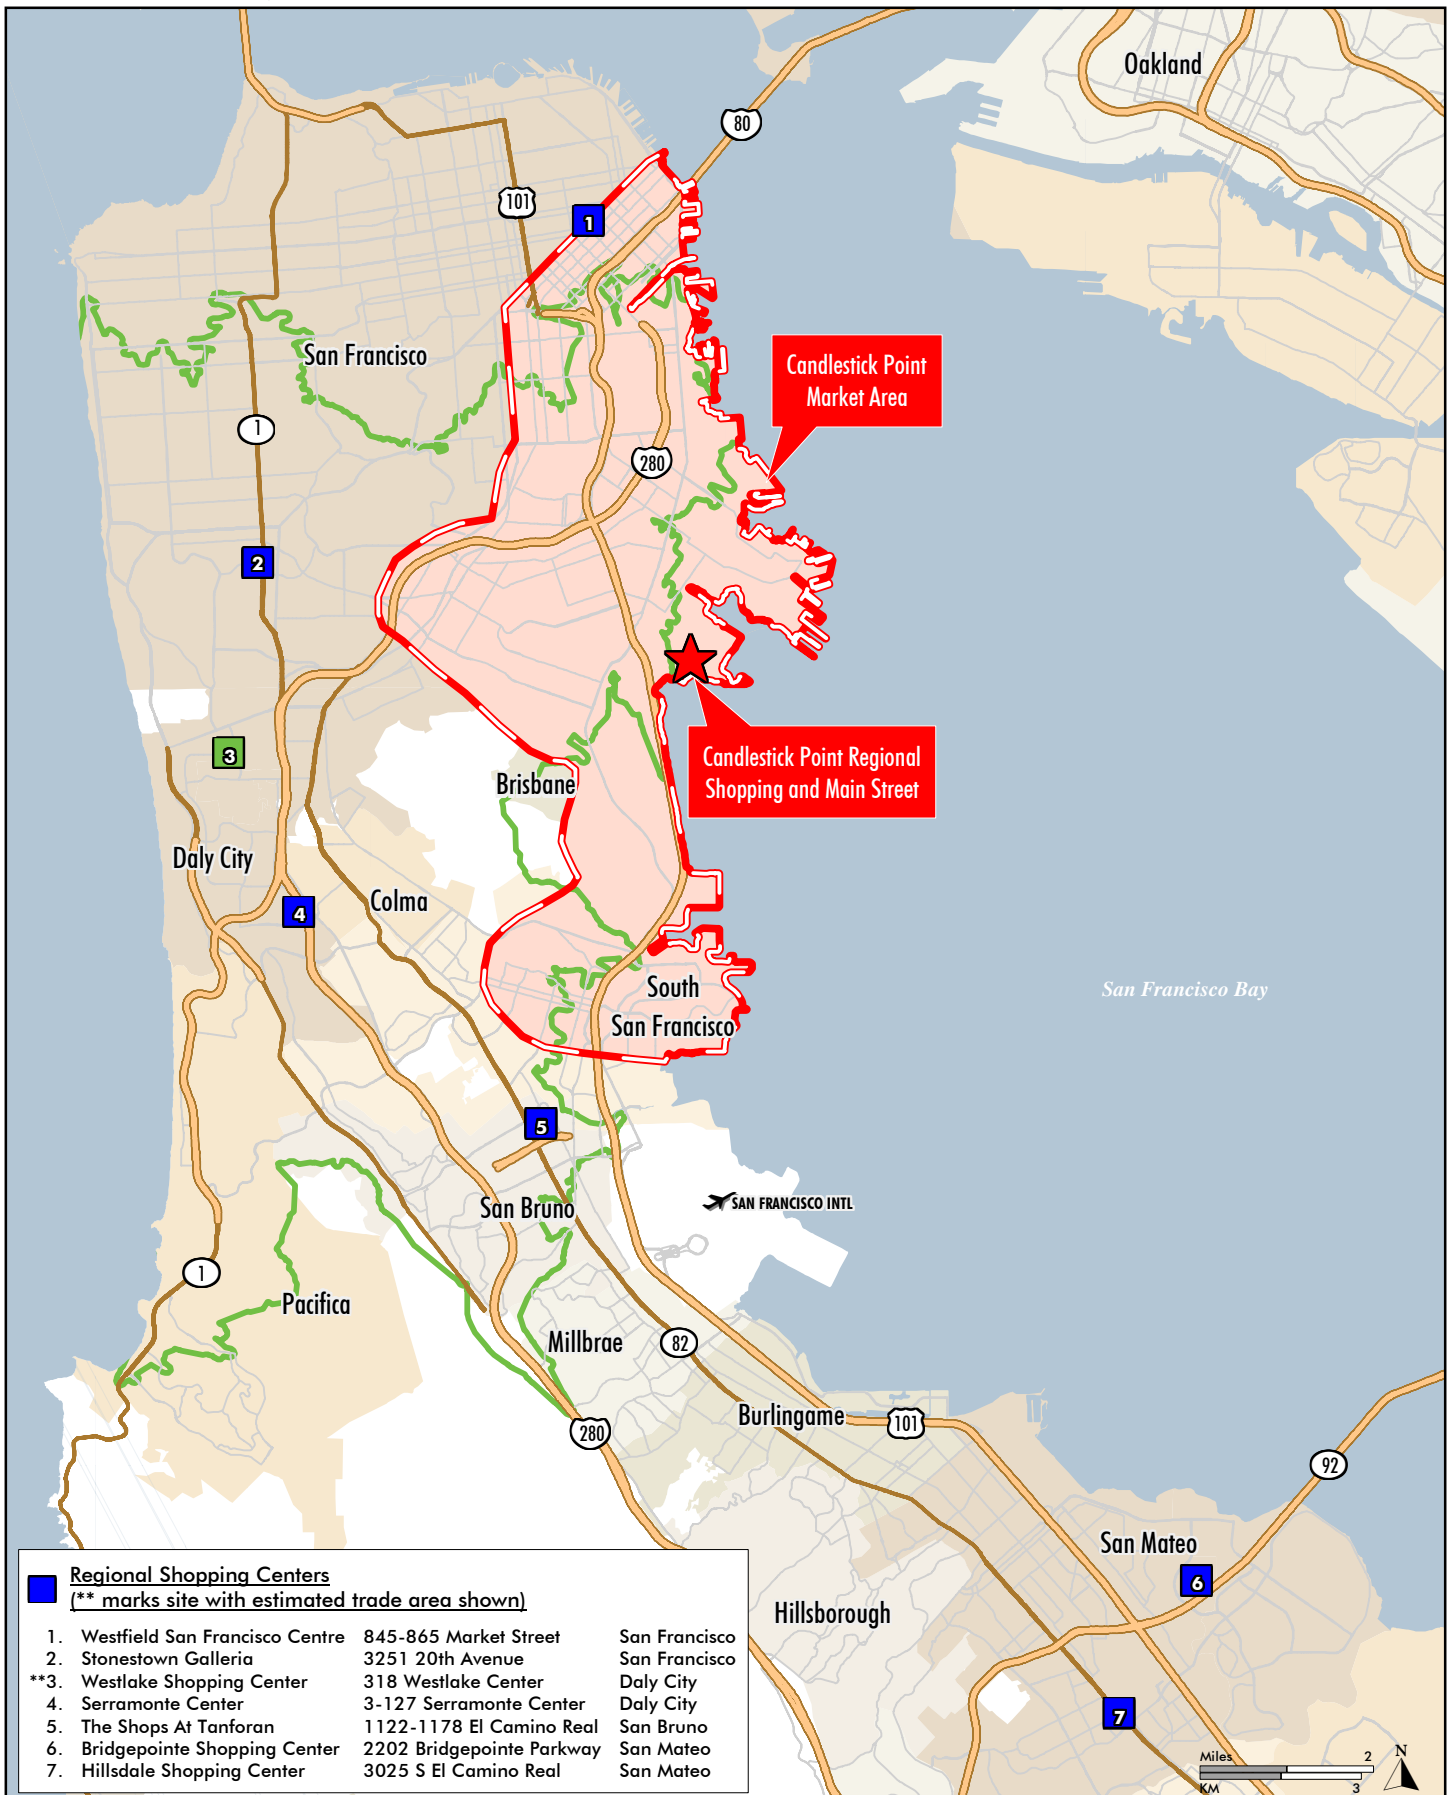 Oakland
80
101
1
San Francisco
Candlestick Point
Market Area
1
280
2
3
Brisbane
Candlestick Point Regional
Shopping and Main Street
Daly City
Colma
4
South
San Francisco
San Francisco Bay
5
San Bruno
SAN FRANCISCO INTL
1
Pacifica
Millbrae
82
Burlingame
101
280
92
San Mateo
6
Hillsborough
7
Regional Shopping Centers
(** marks site with estimated trade area shown)
1. Westfield San Francisco Centre 845-865 Market Street San Francisco
2. Stonestown Galleria 3251 20th Avenue San Francisco
**3. Westlake Shopping Center 318 Westlake Center Daly City
4. Serramonte Center 3-127 Serramonte Center Daly City
5. The Shops At Tanforan 1122-1178 El Camino Real San Bruno
6. Bridgepointe Shopping Center 2202 Bridgepointe Parkway San Mateo
7. Hillsdale Shopping Center 3025 S El Camino Real San Mateo
Miles 2
KM 3
N